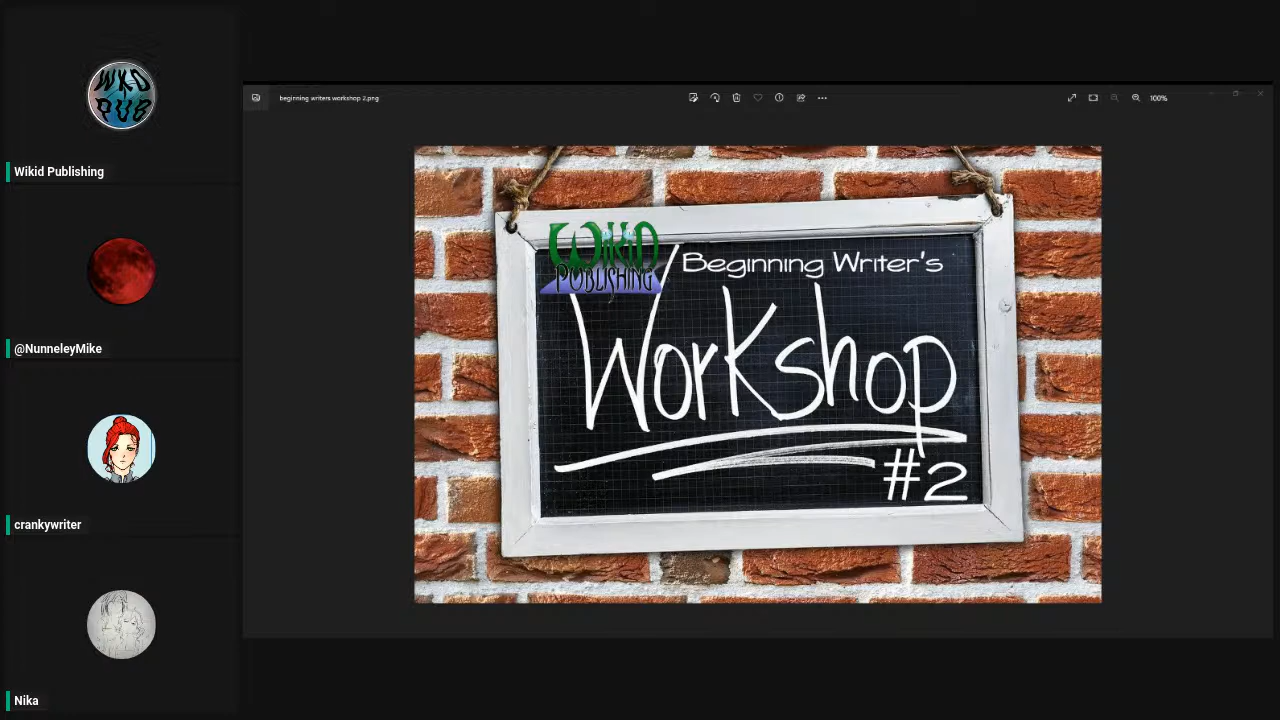 WKD
PUB
Wikid Publishing
@NunneleyMike
crankywriter
Nika
beginning writers workshop 2.png
100%
Wikid
Publishing
Beginning Writer's
Workshop
#2